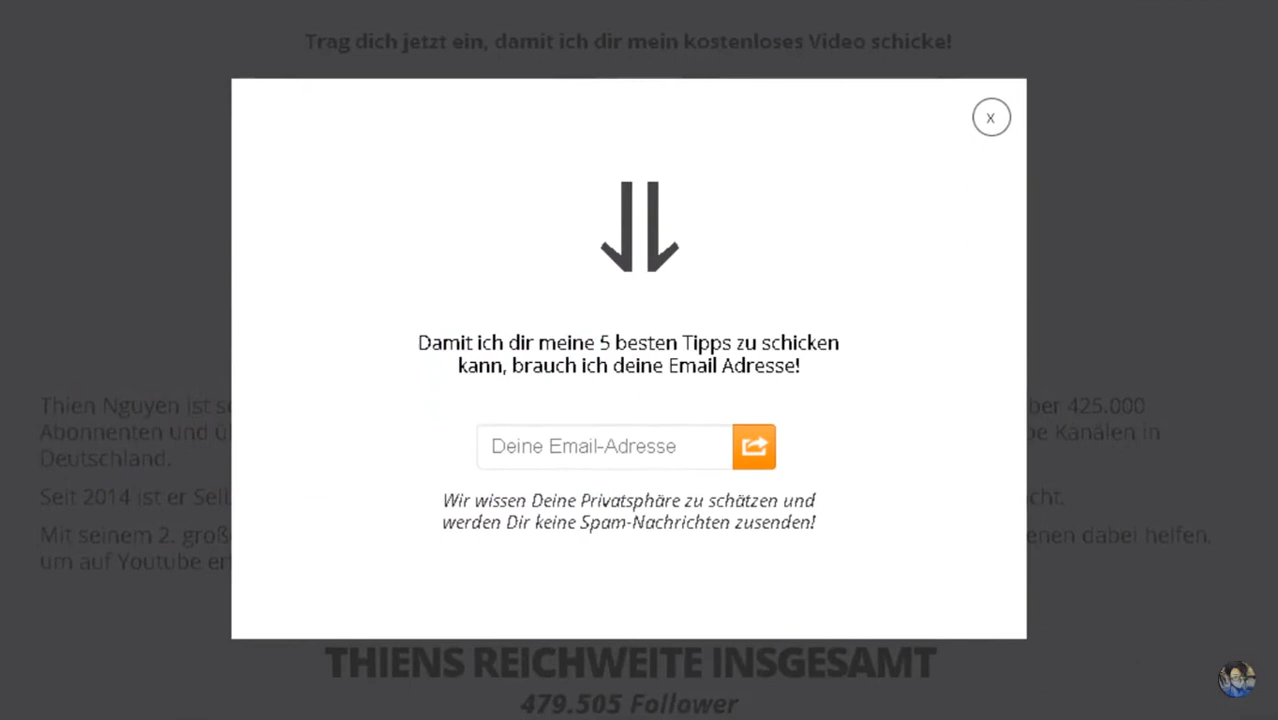 Trag dich jetzt ein, damit ich dir mein kostenloses Video schicke!
X
Damit ich dir meine 5 besten Tipps zu schicken
kann, brauch ich deine Email Adresse!
Deine Email-Adresse
Wir wissen Deine Privatsphäre zu schätzen und
werden Dir keine Spam-Nachrichten zusenden!
Thien Nguyen ist 425.000
Abonnenten und Kanälen in
Deutschland.
Seit 2014 ist er
Mit seinem 2. dabei helfen,
um auf Youtube
THIENS REICHWEITE INSGESAMT
479.505 Follower